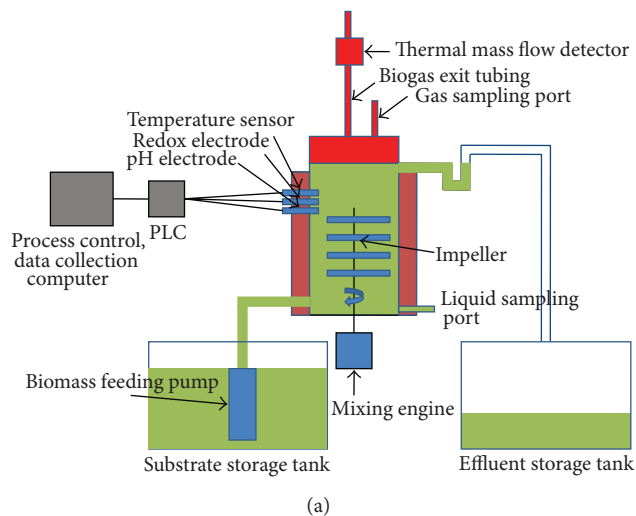 Thermal mass flow detector
Biogas exit tubing
Gas sampling port
Temperature sensor
Redox electrode
pH electrode
PLC
Process control,
data collection
computer
Impeller
Liquid sampling
port
Biomass feeding pump
Mixing engine
Substrate storage tank
Effluent storage tank
(a)